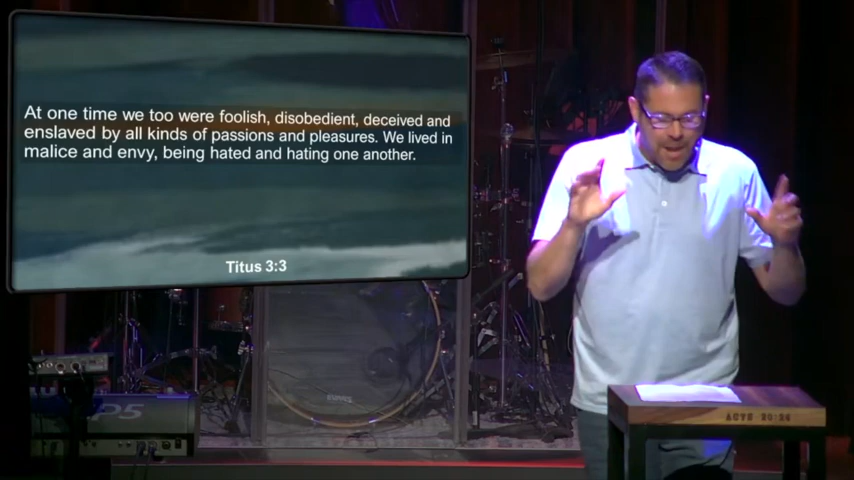 At one time we too were foolish, disobedient, deceived and
enslaved by all kinds of passions and pleasures. We lived in
malice and envy, being hated and hating one another.
Titus 3:3
ACTS 20:24